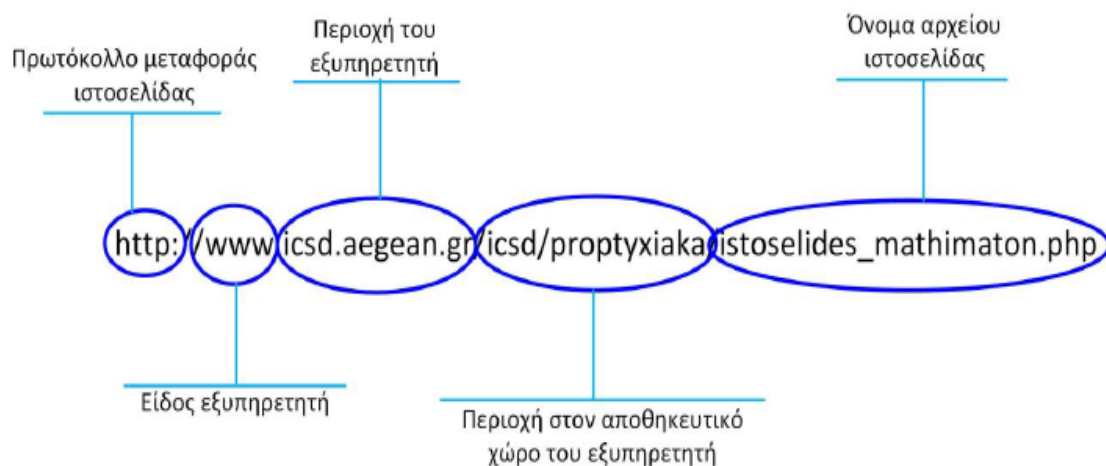 Πρωτόκολλο μεταφοράς
ιστοσελίδας
Περιοχή του
εξυπηρετητή
Όνομα αρχείου
ιστοσελίδας
http://www.icsd.aegean.gr/icsd/proptyxiaka/istoselides_mathimaton.php
Είδος εξυπηρετητή
Περιοχή στον αποθηκευτικό
χώρο του εξυπηρετητή